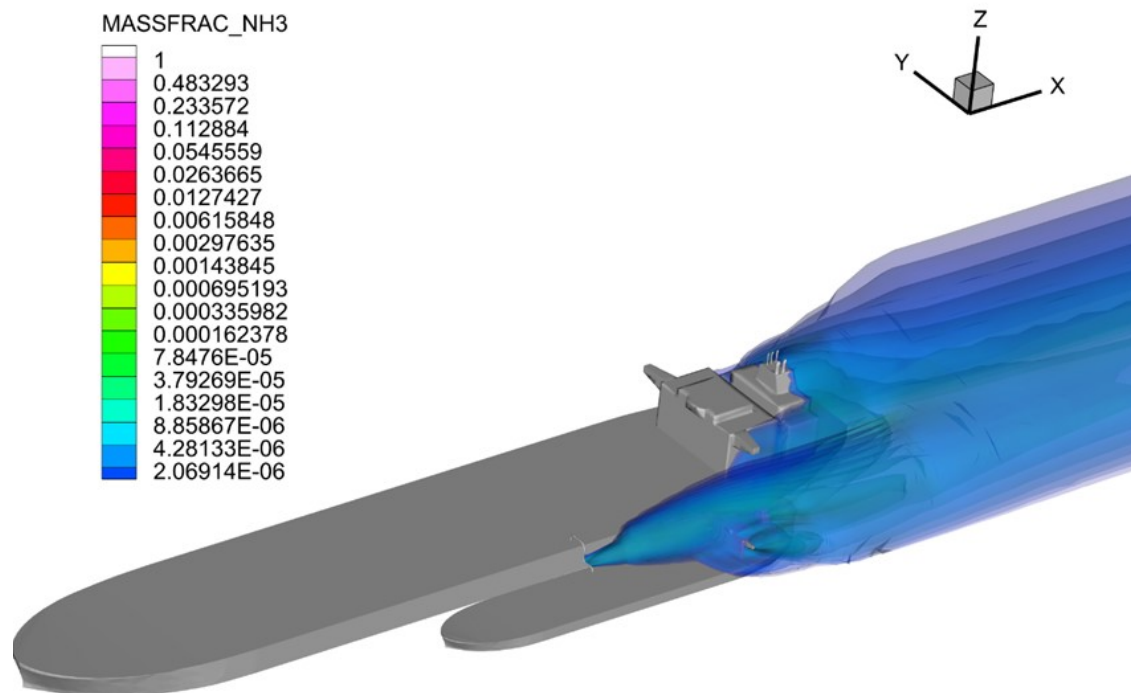 MASSFRAC_NH3
1
0.483293
0.233572
0.112884
0.0545559
0.0263665
0.0127427
0.00615848
0.00297635
0.00143845
0.000695193
0.000335982
0.000162378
7.8476E-05
3.79269E-05
1.83298E-05
8.85867E-06
4.28133E-06
2.06914E-06
Z
Y
X